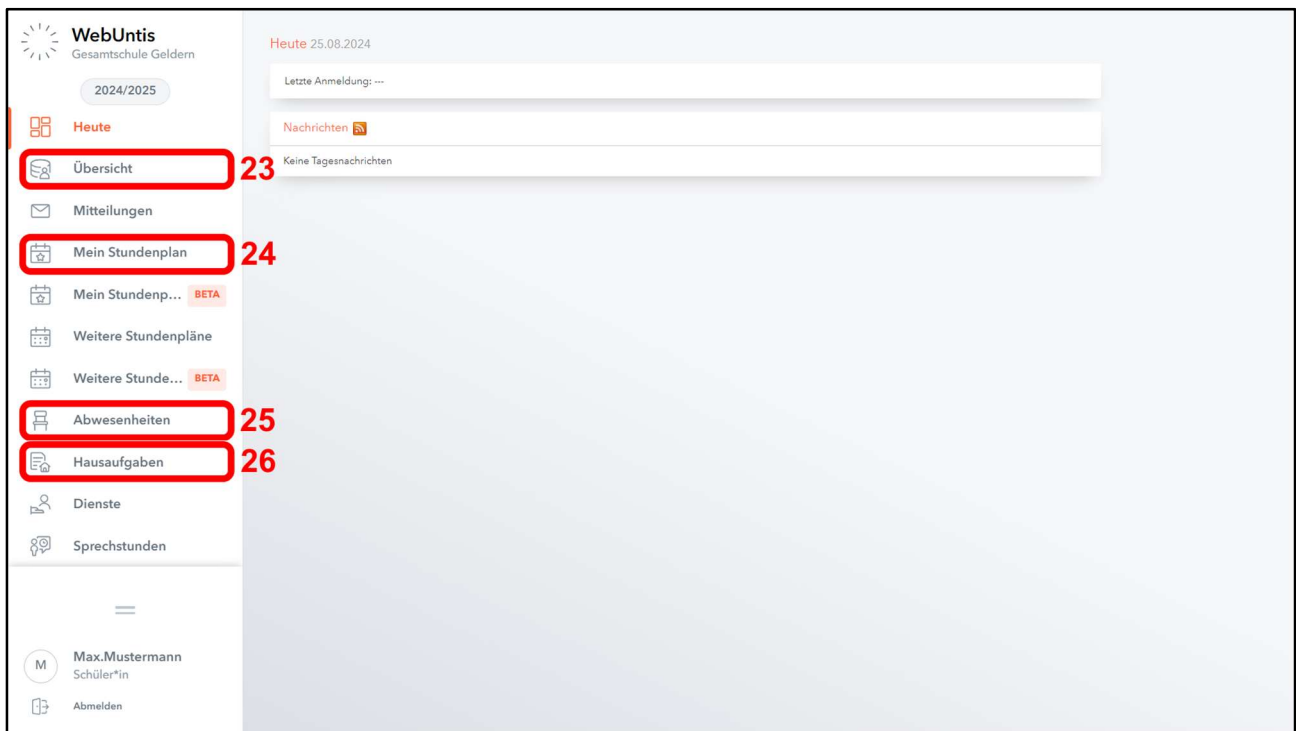 WebUntis
Gesamtschule Geldern
2024/2025
Heute
Übersicht
23
Mitteilungen
Mein Stundenplan
24
Mein Stundenp... BETA
Weitere Stundenpläne
Weitere Stunde... BETA
Abwesenheiten
25
Hausaufgaben
26
Dienste
Sprechstunden
M
Max.Mustermann
Schüler*in
Abmelden
Heute 25.08.2024
Letzte Anmeldung: ---
Nachrichten
Keine Tagesnachrichten